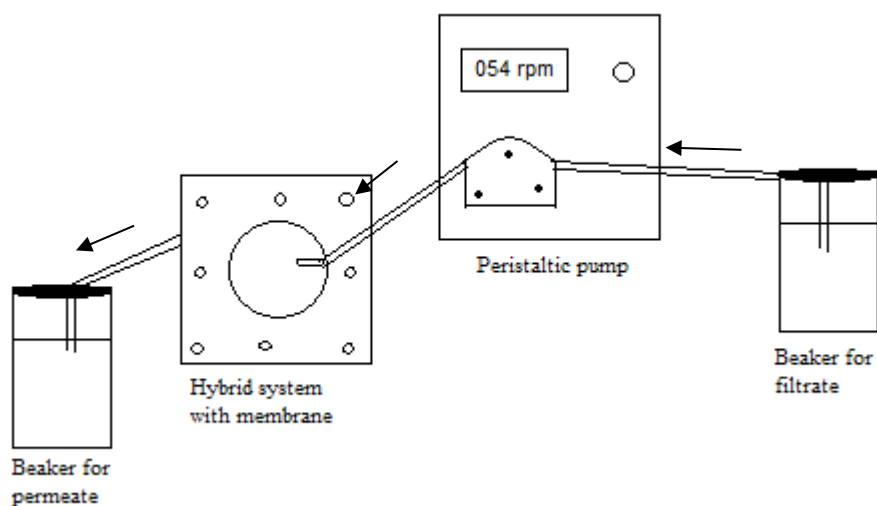 054 rpm
Peristaltic pump
Beaker for
filtrate
Hybrid system
with membrane
Beaker for
permeate